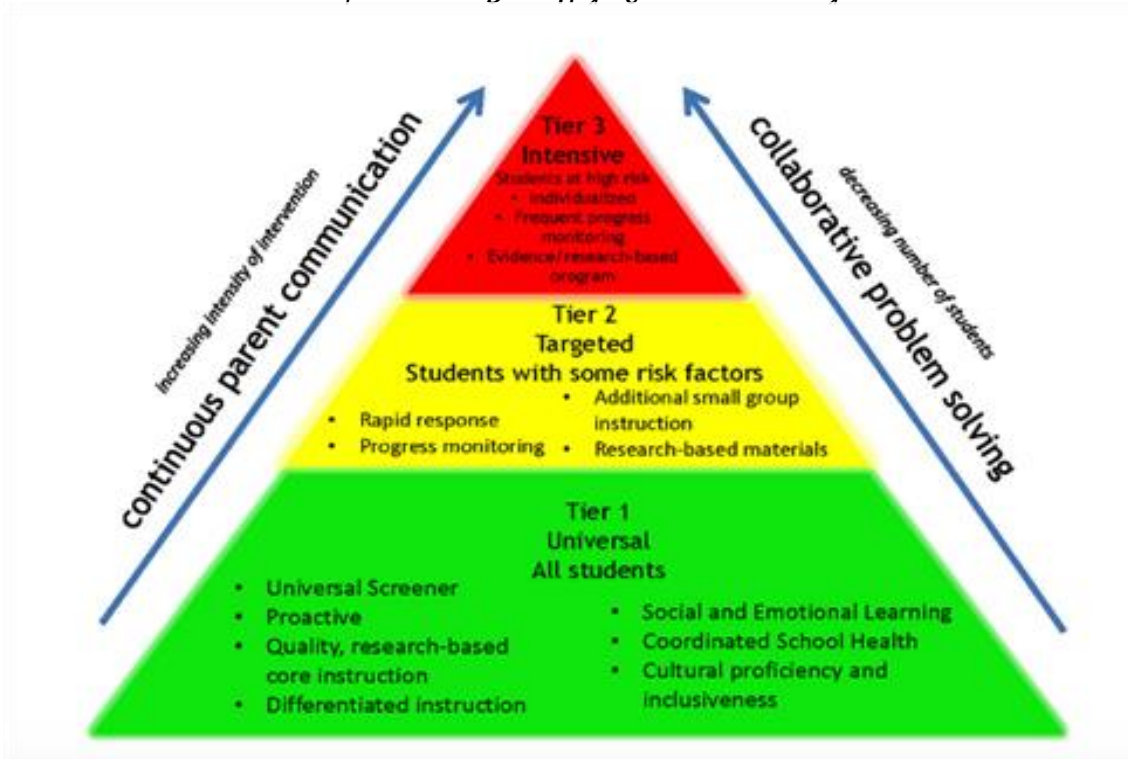 Tier 3
Intensive
Students at high risk
• Individualized
• Frequent progress
monitoring
• Evidence/research-based
program
Tier 2
Targeted
Students with some risk factors
• Rapid response
• Progress monitoring
• Additional small group
instruction
• Research-based materials
Tier 1
Universal
All students
• Universal Screener
• Proactive
• Quality, research-based
core instruction
• Differentiated instruction
• Social and Emotional Learning
• Coordinated School Health
• Cultural proficiency and
inclusiveness
increasing intensity of intervention
continuous parent communication
collaborative problem solving
decreasing number of students